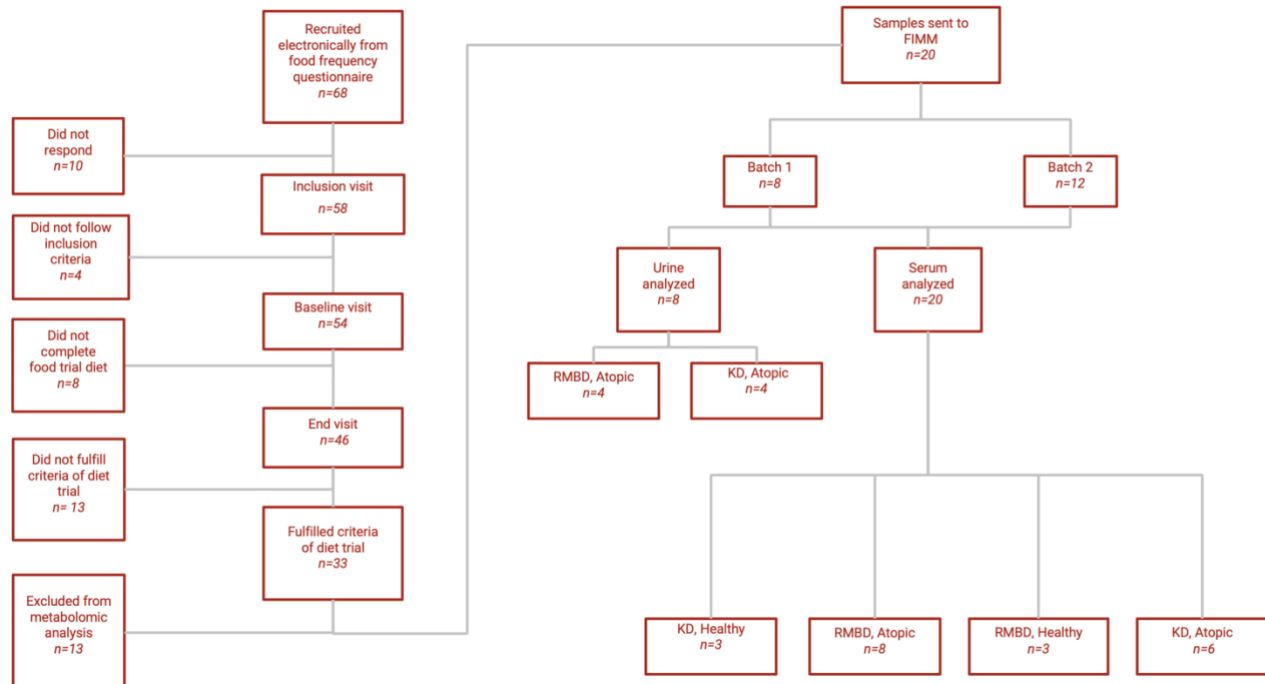 Recruited
electronically from
food frequency
questionnaire
n=68
Did not
respond
n=10
Inclusion visit
n=58
Did not follow
inclusion
criteria
n=4
Baseline visit
n=54
Did not
complete
food trial diet
n=8
End visit
n=46
Did not fulfill
criteria of diet
trial
n= 13
Fulfilled criteria
of diet trial
n=33
Excluded from
metabolomic
analysis
n=13
Samples sent to
FIMM
n=20
Batch 1
n=8
Batch 2
n=12
Urine
analyzed
n=8
Serum
analyzed
n=20
RMBD, Atopic
n=4
KD, Atopic
n=4
KD, Healthy
n=3
RMBD, Atopic
n=8
RMBD, Healthy
n=3
KD, Atopic
n=6